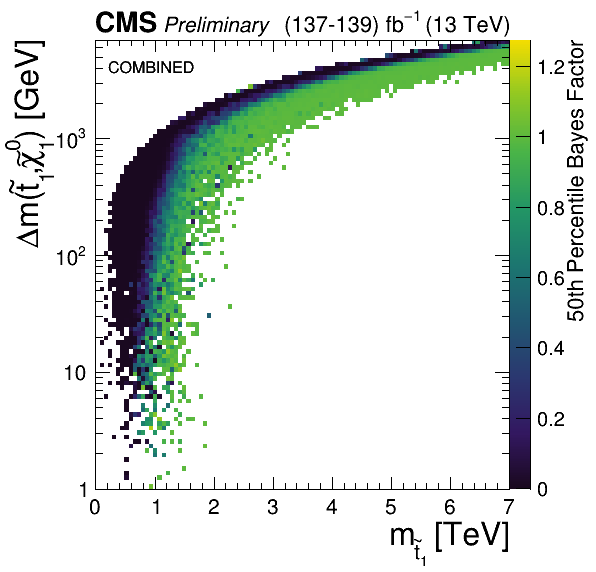 CMS Preliminary (137-139) fb⁻¹ (13 TeV)
COMBINED
Δm(t̃₁,χ̃₁⁰) [GeV]
10³
10²
10
1
0 1 2 3 4 5 6 7
m_t̃₁ [TeV]
1.2
1
0.8
0.6
0.4
0.2
0
50th Percentile Bayes Factor